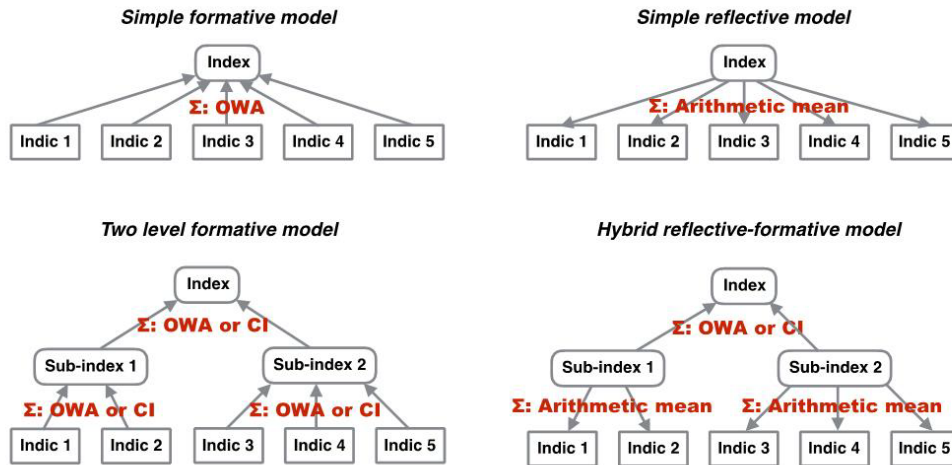 Simple formative model
Index
Σ: OWA
Indic 1 Indic 2 Indic 3 Indic 4 Indic 5
Simple reflective model
Index
Σ: Arithmetic mean
Indic 1 Indic 2 Indic 3 Indic 4 Indic 5
Two level formative model
Index
Σ: OWA or CI
Sub-index 1 Sub-index 2
Σ: OWA or CI Σ: OWA or CI
Indic 1 Indic 2 Indic 3 Indic 4 Indic 5
Hybrid reflective-formative model
Index
Σ: OWA or CI
Sub-index 1 Sub-index 2
Σ: Arithmetic mean Σ: Arithmetic mean
Indic 1 Indic 2 Indic 3 Indic 4 Indic 5